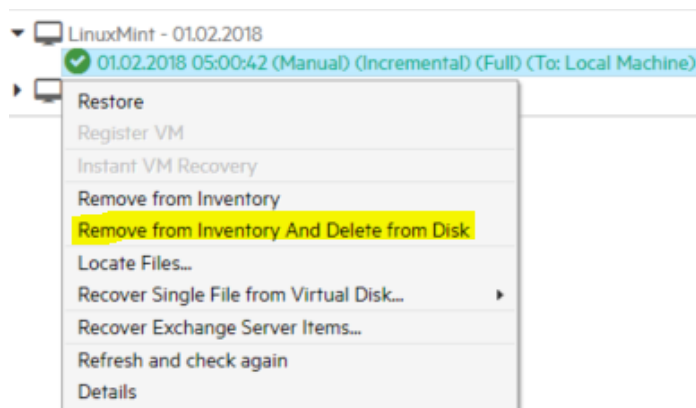 LinuxMint - 01.02.2018
01.02.2018 05:00:42 (Manual) (Incremental) (Full) (To: Local Machine)
Restore
Register VM
Instant VM Recovery
Remove from Inventory
Remove from Inventory And Delete from Disk
Locate Files...
Recover Single File from Virtual Disk...
Recover Exchange Server Items...
Refresh and check again
Details